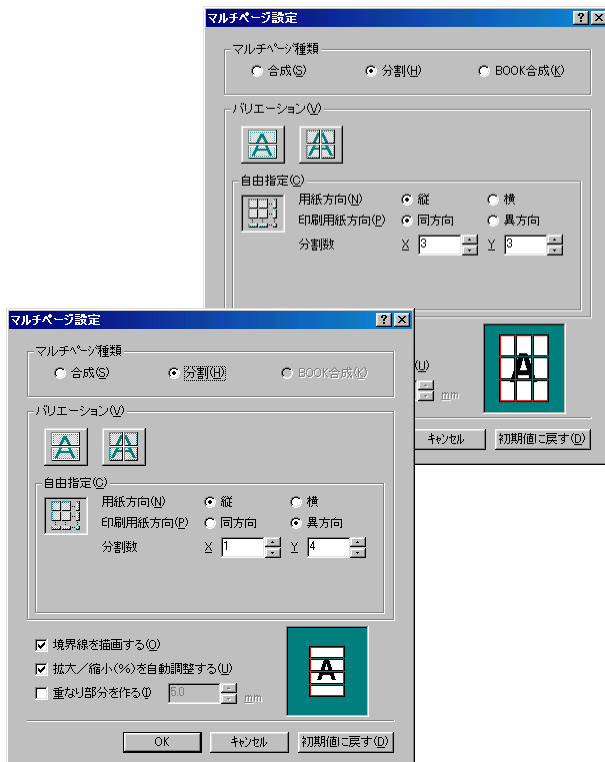 マルチページ設定
マルチページ種類
合成(S) 分割(H) BOOK合成(K)
バリエーション(V)
自由指定(C)
用紙方向(N) 縦 横
印刷用紙方向(P) 同方向 異方向
分割数 X 3 Y 3
(U)
mm
キャンセル 初期値に戻す(D)
マルチページ設定
マルチページ種類
合成(S) 分割(H) BOOK合成(K)
バリエーション(V)
自由指定(C)
用紙方向(N) 縦 横
印刷用紙方向(P) 同方向 異方向
分割数 X 1 Y 4
境界線を描画する(O)
拡大/縮小(%)を自動調整する(U)
重なり部分を作る(I) 5.0 mm
OK キャンセル 初期値に戻す(D)